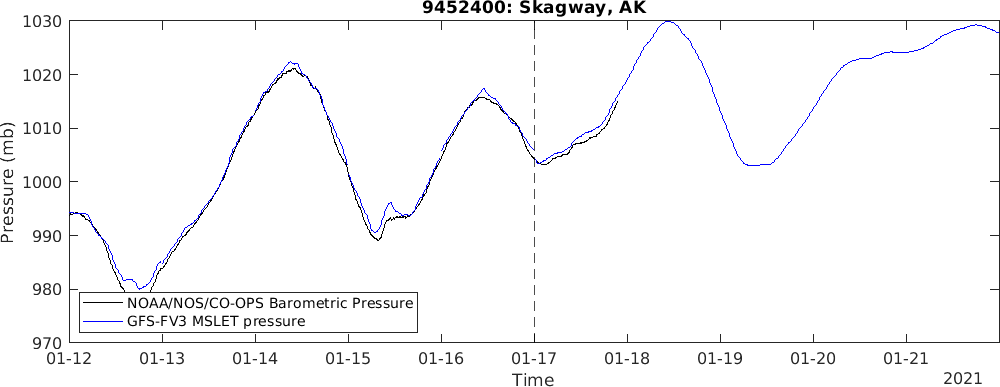 9452400: Skagway, AK
Pressure (mb)
1030
1020
1010
1000
990
980
970
NOAA/NOS/CO-OPS Barometric Pressure
GFS-FV3 MSLET pressure
01-12 01-13 01-14 01-15 01-16 01-17 01-18 01-19 01-20 01-21
Time
2021